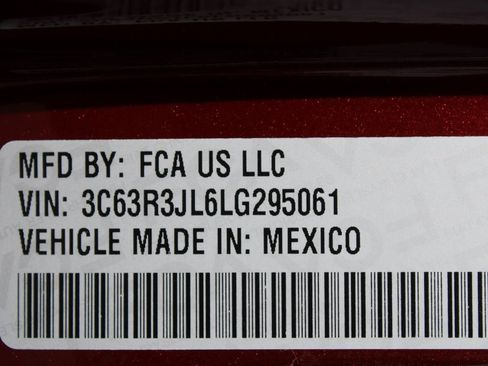 MFD BY: FCA US LLC
VIN: 3C63R3JL6LG295061
VEHICLE MADE IN: MEXICO